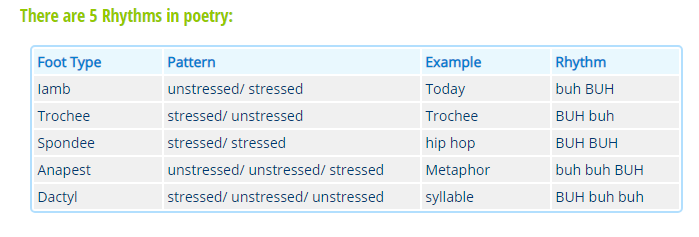 There are 5 Rhythms in poetry:
Foot Type Pattern Example Rhythm
Iamb unstressed/ stressed Today buh BUH
Trochee stressed/ unstressed Trochee BUH buh
Spondee stressed/ stressed hip hop BUH BUH
Anapest unstressed/ unstressed/ stressed Metaphor buh buh BUH
Dactyl stressed/ unstressed/ unstressed syllable BUH buh buh